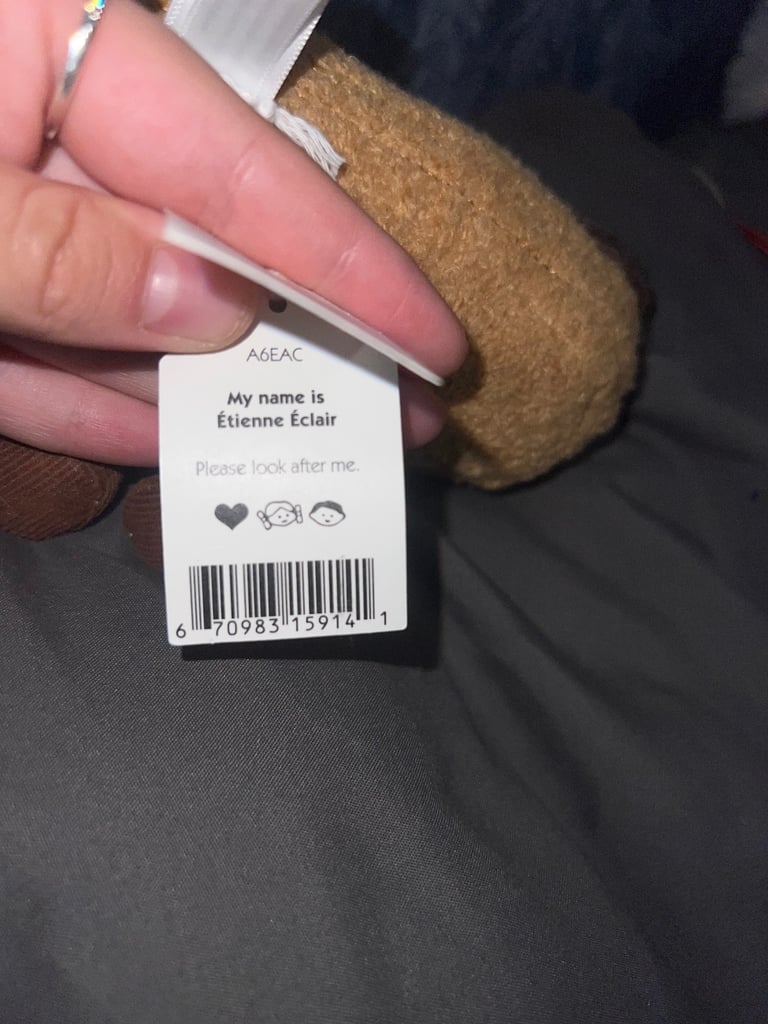 A6EAC
My name is
Étienne Éclair
Please look after me.
6 70983 15914 1